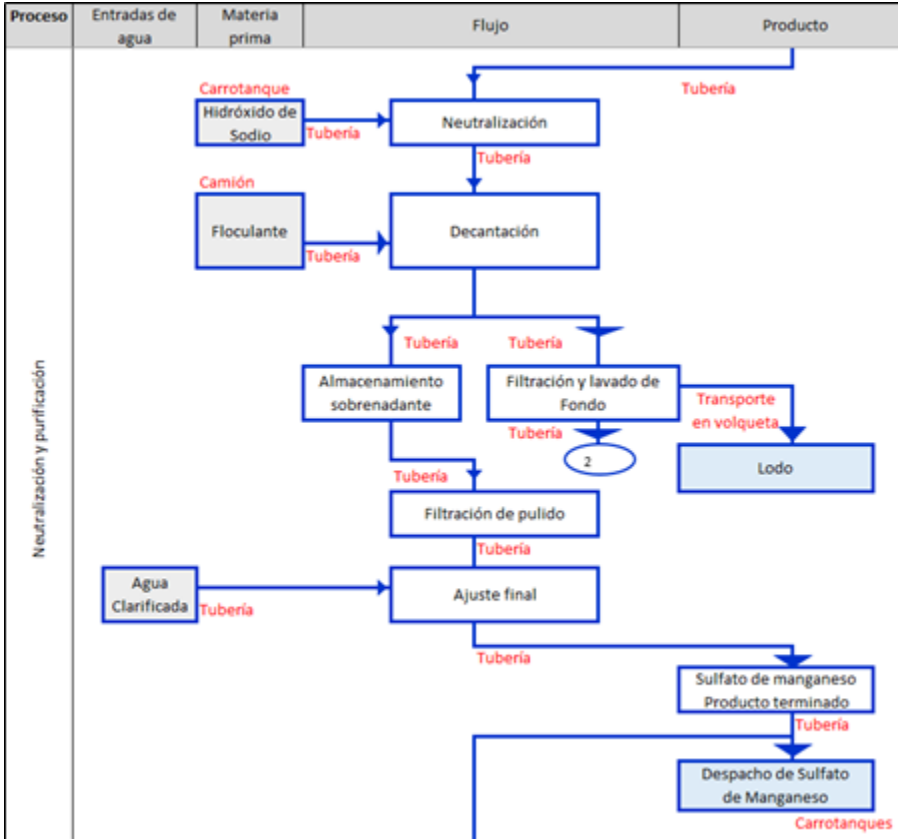 Proceso
Entradas de
agua
Materia
prima
Flujo
Producto
Neutralización y purificación
Tubería
Carrotanque
Hidróxido de
Sodio
Tubería
Neutralización
Tubería
Camión
Floculante
Tubería
Decantación
Tubería
Tubería
Almacenamiento
sobrenadante
Filtración y lavado de
Fondo
Transporte
en volqueta
Tubería
2
Lodo
Tubería
Filtración de pulido
Tubería
Agua
Clarificada
Tubería
Ajuste final
Tubería
Sulfato de manganeso
Producto terminado
Tubería
Despacho de Sulfato
de Manganeso
Carrotanques